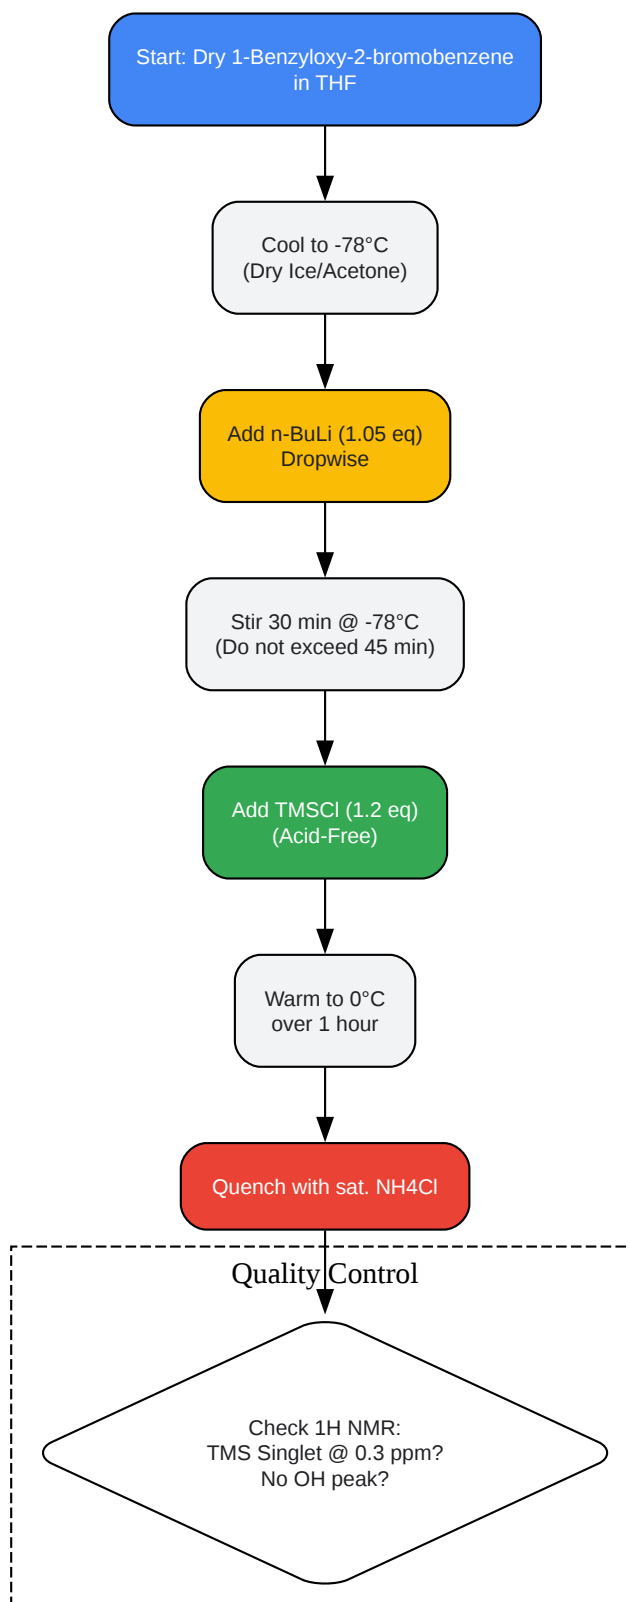 Start: Dry 1-Benzyloxy-2-bromobenzene
in THF
Cool to -78°C
(Dry Ice/Acetone)
Add n-BuLi (1.05 eq)
Dropwise
Stir 30 min @ -78°C
(Do not exceed 45 min)
Add TMSCl (1.2 eq)
(Acid-Free)
Warm to 0°C
over 1 hour
Quench with sat. NH4Cl
Quality Control
Check 1H NMR:
TMS Singlet @ 0.3 ppm?
No OH peak?